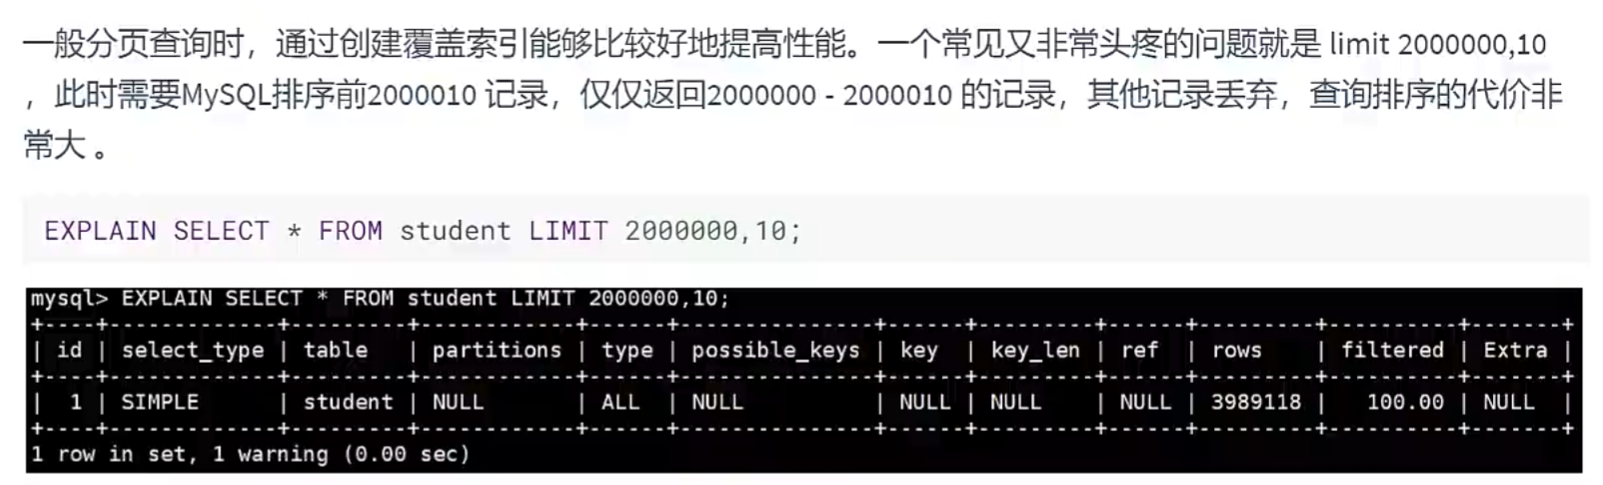 一般分页查询时，通过创建覆盖索引能够比较好地提高性能。一个常见又非常头疼的问题就是 limit 2000000,10
，此时需要MySQL排序前2000010 记录，仅仅返回2000000 - 2000010 的记录，其他记录丢弃，查询排序的代价非
常大 。
EXPLAIN SELECT * FROM student LIMIT 2000000,10;
mysql> EXPLAIN SELECT * FROM student LIMIT 2000000,10;
+----+-------------+---------+------------+------+---------------+------+---------+------+---------+----------+-------+
| id | select_type | table   | partitions | type | possible_keys | key  | key_len | ref  | rows    | filtered | Extra |
+----+-------------+---------+------------+------+---------------+------+---------+------+---------+----------+-------+
|  1 | SIMPLE      | student | NULL       | ALL  | NULL          | NULL | NULL    | NULL | 3989118 |   100.00 | NULL  |
+----+-------------+---------+------------+------+---------------+------+---------+------+---------+----------+-------+
1 row in set, 1 warning (0.00 sec)